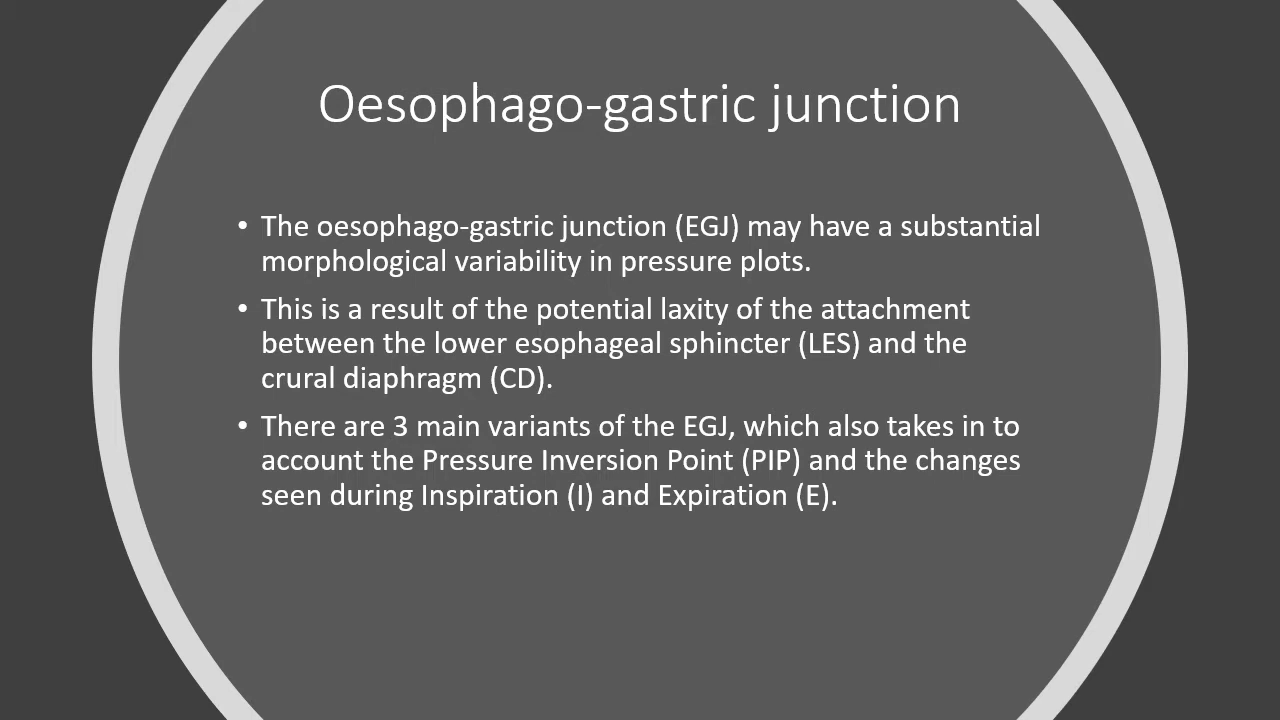 Oesophago-gastric junction
• The oesophago-gastric junction (EGJ) may have a substantial
morphological variability in pressure plots.
• This is a result of the potential laxity of the attachment
between the lower esophageal sphincter (LES) and the
crural diaphragm (CD).
• There are 3 main variants of the EGJ, which also takes in to
account the Pressure Inversion Point (PIP) and the changes
seen during Inspiration (I) and Expiration (E).